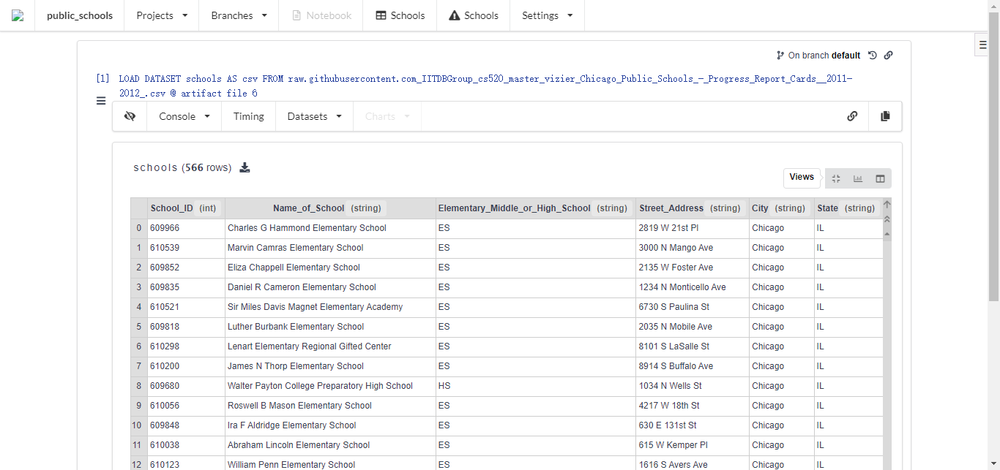 public_schools Projects Branches Notebook Schools Schools Settings
On branch default
[1] LOAD DATASET schools AS csv FROM raw.githubusercontent.com_IITDBGroup_cs520_master_vizier_Chicago_Public_Schools_-_Progress_Report_Cards__2011-
2012_.csv @ artifact file 6
Console Timing Datasets Charts
schools (566 rows)
Views
School_ID (int) Name_of_School (string) Elementary_Middle_or_High_School (string) Street_Address (string) City (string) State (string)
0 609966 Charles G Hammond Elementary School ES 2819 W 21st Pl Chicago IL
1 610539 Marvin Camras Elementary School ES 3000 N Mango Ave Chicago IL
2 609852 Eliza Chappell Elementary School ES 2135 W Foster Ave Chicago IL
3 609835 Daniel R Cameron Elementary School ES 1234 N Monticello Ave Chicago IL
4 610521 Sir Miles Davis Magnet Elementary Academy ES 6730 S Paulina St Chicago IL
5 609818 Luther Burbank Elementary School ES 2035 N Mobile Ave Chicago IL
6 610298 Lenart Elementary Regional Gifted Center ES 8101 S LaSalle St Chicago IL
7 610200 James N Thorp Elementary School ES 8914 S Buffalo Ave Chicago IL
8 609680 Walter Payton College Preparatory High School HS 1034 N Wells St Chicago IL
9 610056 Roswell B Mason Elementary School ES 4217 W 18th St Chicago IL
10 609848 Ira F Aldridge Elementary School ES 630 E 131st St Chicago IL
11 610038 Abraham Lincoln Elementary School ES 615 W Kemper Pl Chicago IL
12 610123 William Penn Elementary School ES 1616 S Avers Ave Chicago IL